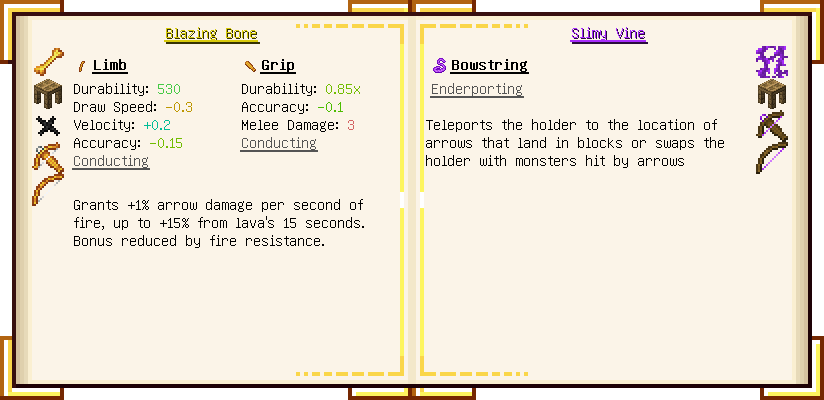 Blazing Bone
Limb
Durability: 530
Draw Speed: -0.3
Velocity: +0.2
Accuracy: -0.15
Conducting
Grip
Durability: 0.85x
Accuracy: -0.1
Melee Damage: 3
Conducting
Grants +1% arrow damage per second of
fire, up to +15% from lava's 15 seconds.
Bonus reduced by fire resistance.
Slimy Vine
Bowstring
Enderporting
Teleports the holder to the location of
arrows that land in blocks or swaps the
holder with monsters hit by arrows